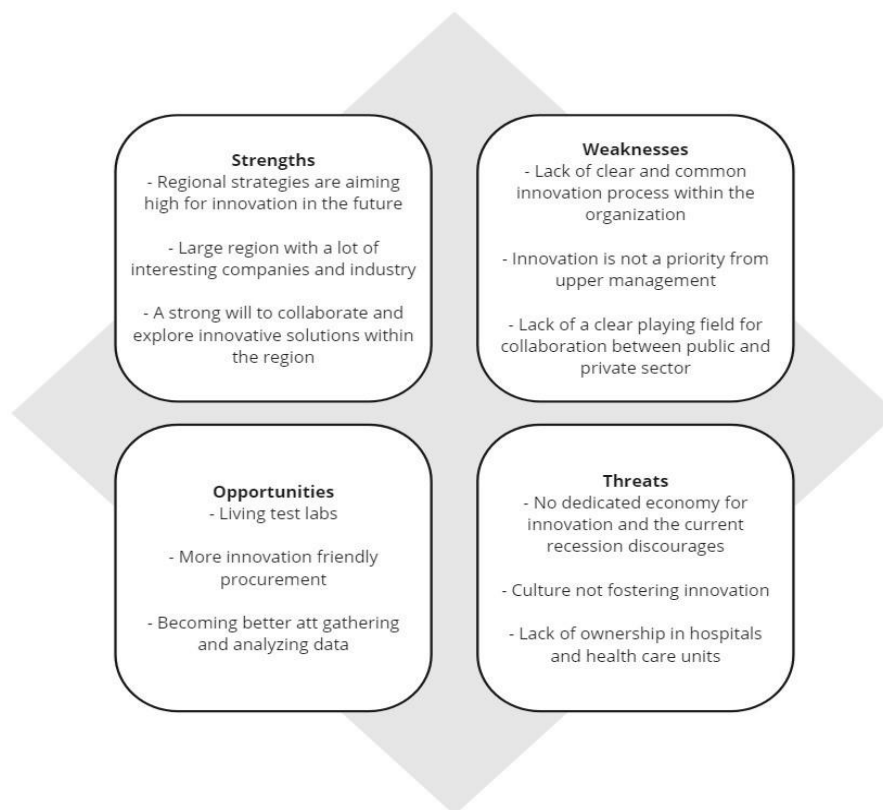 Strengths
- Regional strategies are aiming
high for innovation in the future
- Large region with a lot of
interesting companies and industry
- A strong will to collaborate and
explore innovative solutions within
the region
Weaknesses
- Lack of clear and common
innovation process within the
organization
- Innovation is not a priority from
upper management
- Lack of a clear playing field for
collaboration between public and
private sector
Opportunities
- Living test labs
- More innovation friendly
procurement
- Becoming better att gathering
and analyzing data
Threats
- No dedicated economy for
innovation and the current
recession discourages
- Culture not fostering innovation
- Lack of ownership in hospitals
and health care units